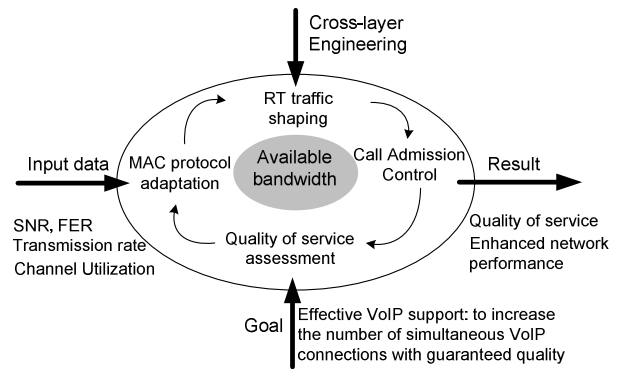 Cross-layer
Engineering
RT traffic
shaping
Input data
MAC protocol
adaptation
Available
bandwidth
Call Admission
Control
Result
SNR, FER
Transmission rate
Channel Utilization
Quality of service
assessment
Quality of service
Enhanced network
performance
Goal
Effective VoIP support: to increase
the number of simultaneous VoIP
connections with guaranteed quality